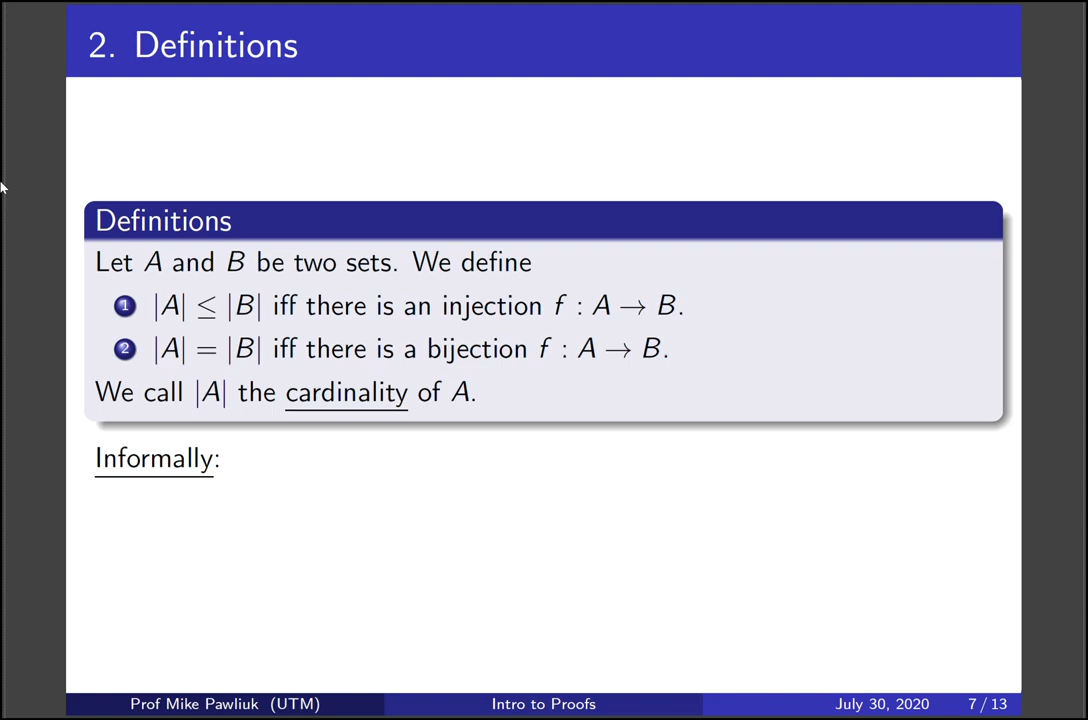 2. Definitions
Definitions
Let A and B be two sets. We define
1 |A| ≤ |B| iff there is an injection f : A → B.
2 |A| = |B| iff there is a bijection f : A → B.
We call |A| the cardinality of A.
Informally:
Prof Mike Pawliuk (UTM) Intro to Proofs July 30, 2020 7 / 13